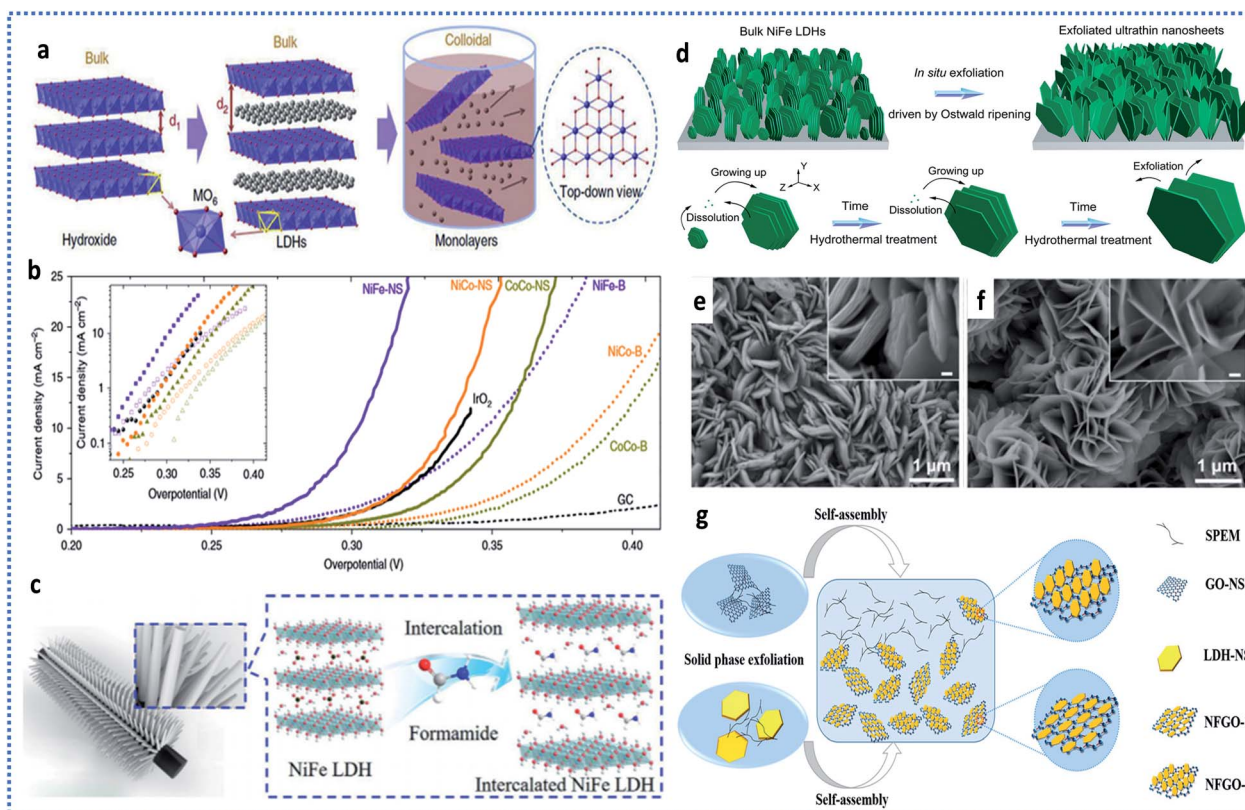 a
Bulk
Bulk
Colloidal
d₁
d₂
MO₆
Top-down view
Hydroxide
LDHs
Monolayers
b
Current density (mA cm⁻²)
25
20
15
10
5
0
0.20
0.25
0.30
0.35
0.40
Overpotential (V)
NiFe-NS
NiCo-NS
CoCo-NS
NiFe-B
NiCo-B
IrO₂
CoCo-B
GC
Current density (mA cm⁻²)
10
1
0.1
0.25
0.30
0.35
0.40
Overpotential (V)
c
Intercalation
Formamide
NiFe LDH
Intercalated NiFe LDH
d
Bulk NiFe LDHs
Exfoliated ultrathin nanosheets
In situ exfoliation
driven by Ostwald ripening
Growing up
Dissolution
Y
Z
X
Time
Hydrothermal treatment
Growing up
Dissolution
Time
Hydrothermal treatment
Exfoliation
e
1 µm
f
1 µm
g
Self-assembly
Solid phase exfoliation
Self-assembly
SPEM
GO-NS
LDH-NS
NFGO-
NFGO-